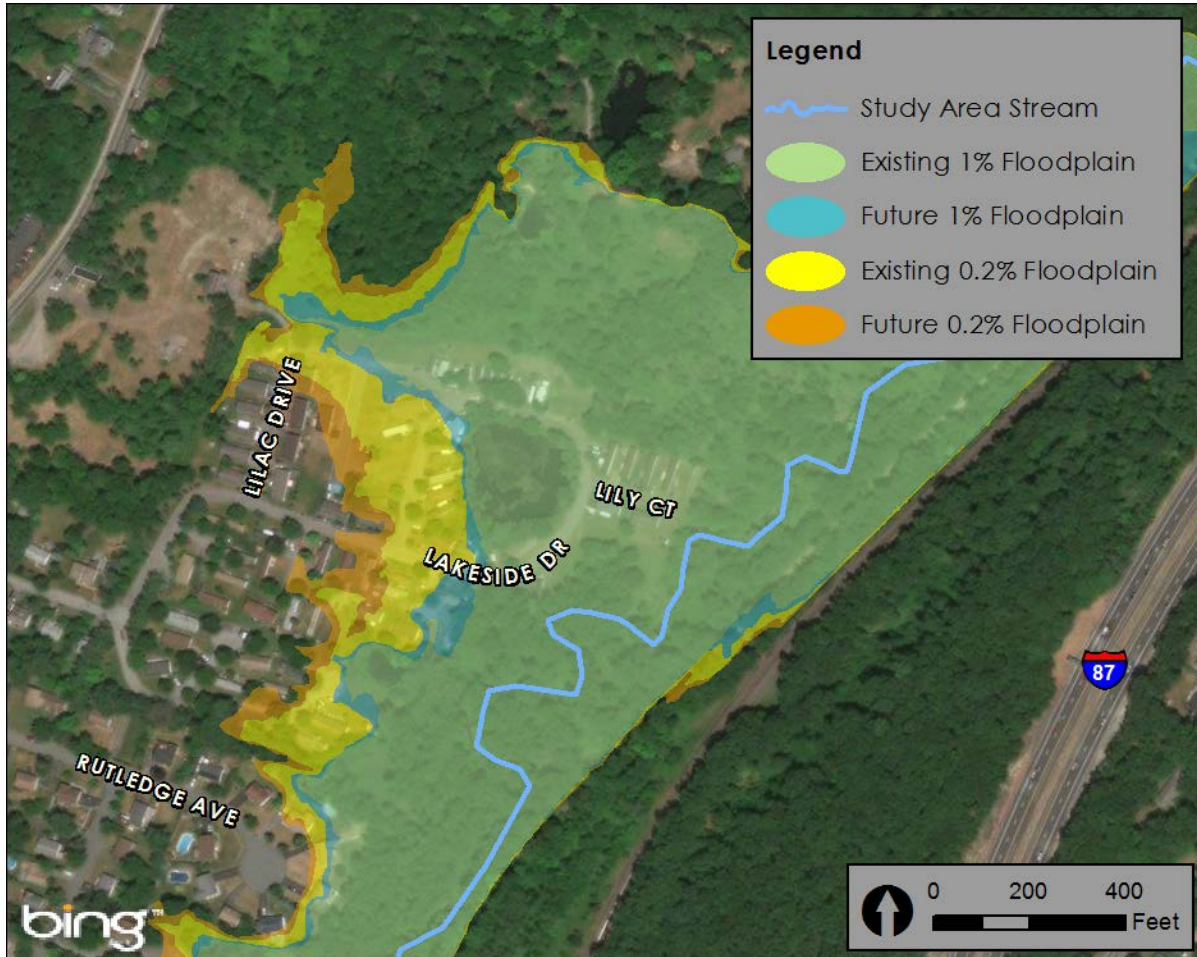 Legend
Study Area Stream
Existing 1% Floodplain
Future 1% Floodplain
Existing 0.2% Floodplain
Future 0.2% Floodplain
LILAC DRIVE
LILY CT
LAKESIDE DR
87
RUTLEDGE AVE
bing™
0 200 400
Feet